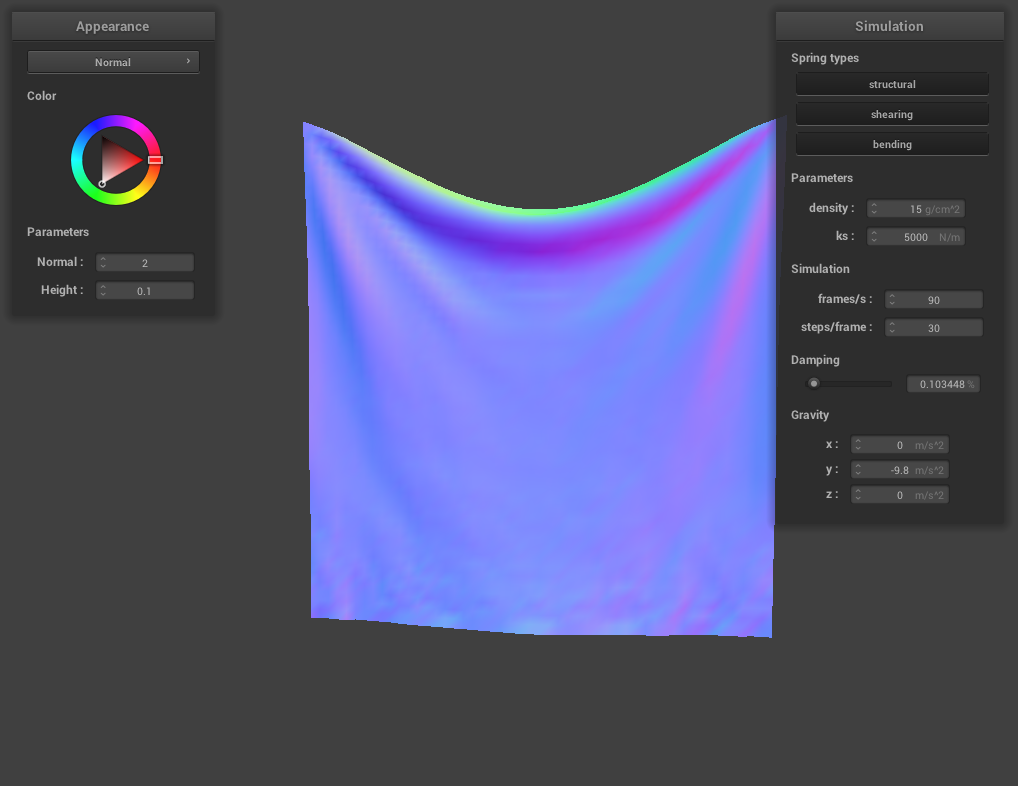 Appearance
Normal
Color
Parameters
Normal : 2
Height : 0.1
Simulation
Spring types
structural
shearing
bending
Parameters
density : 15 g/cm^2
ks : 5000 N/m
Simulation
frames/s : 90
steps/frame : 30
Damping
0.103448 %
Gravity
x : 0 m/s^2
y : -9.8 m/s^2
z : 0 m/s^2